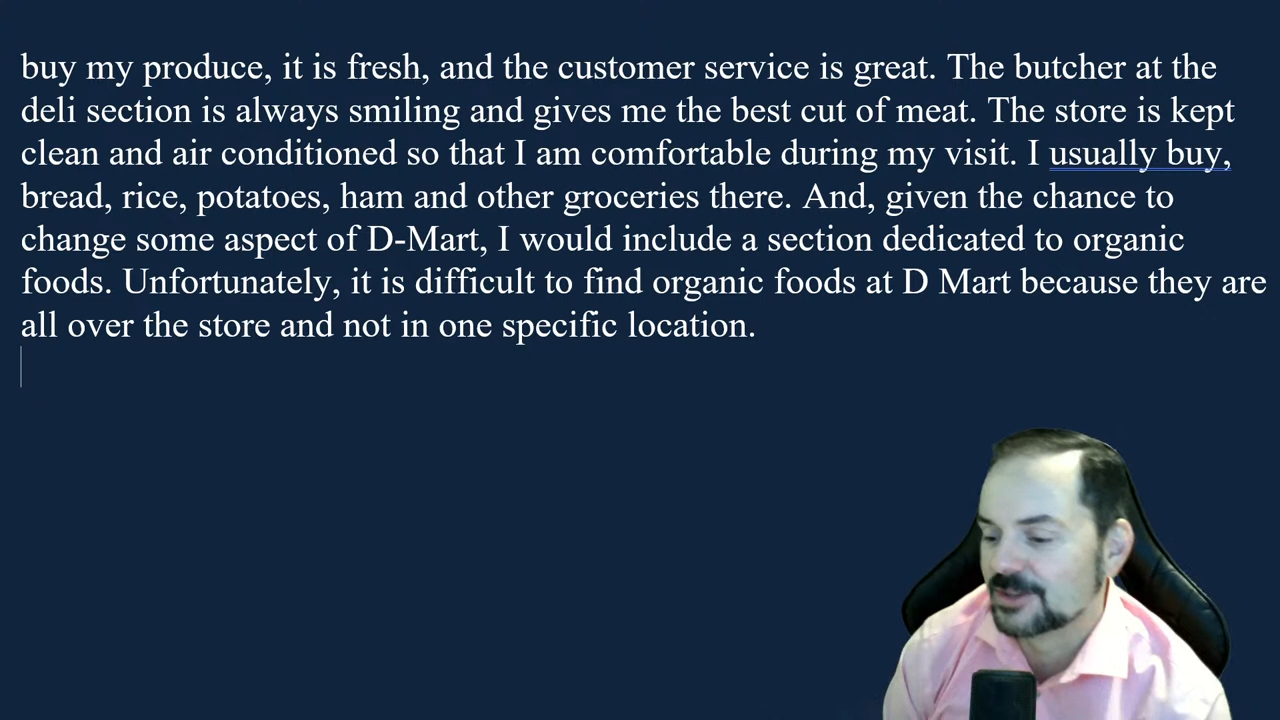 buy my produce, it is fresh, and the customer service is great. The butcher at the
deli section is always smiling and gives me the best cut of meat. The store is kept
clean and air conditioned so that I am comfortable during my visit. I usually buy,
bread, rice, potatoes, ham and other groceries there. And, given the chance to
change some aspect of D-Mart, I would include a section dedicated to organic
foods. Unfortunately, it is difficult to find organic foods at D Mart because they are
all over the store and not in one specific location.